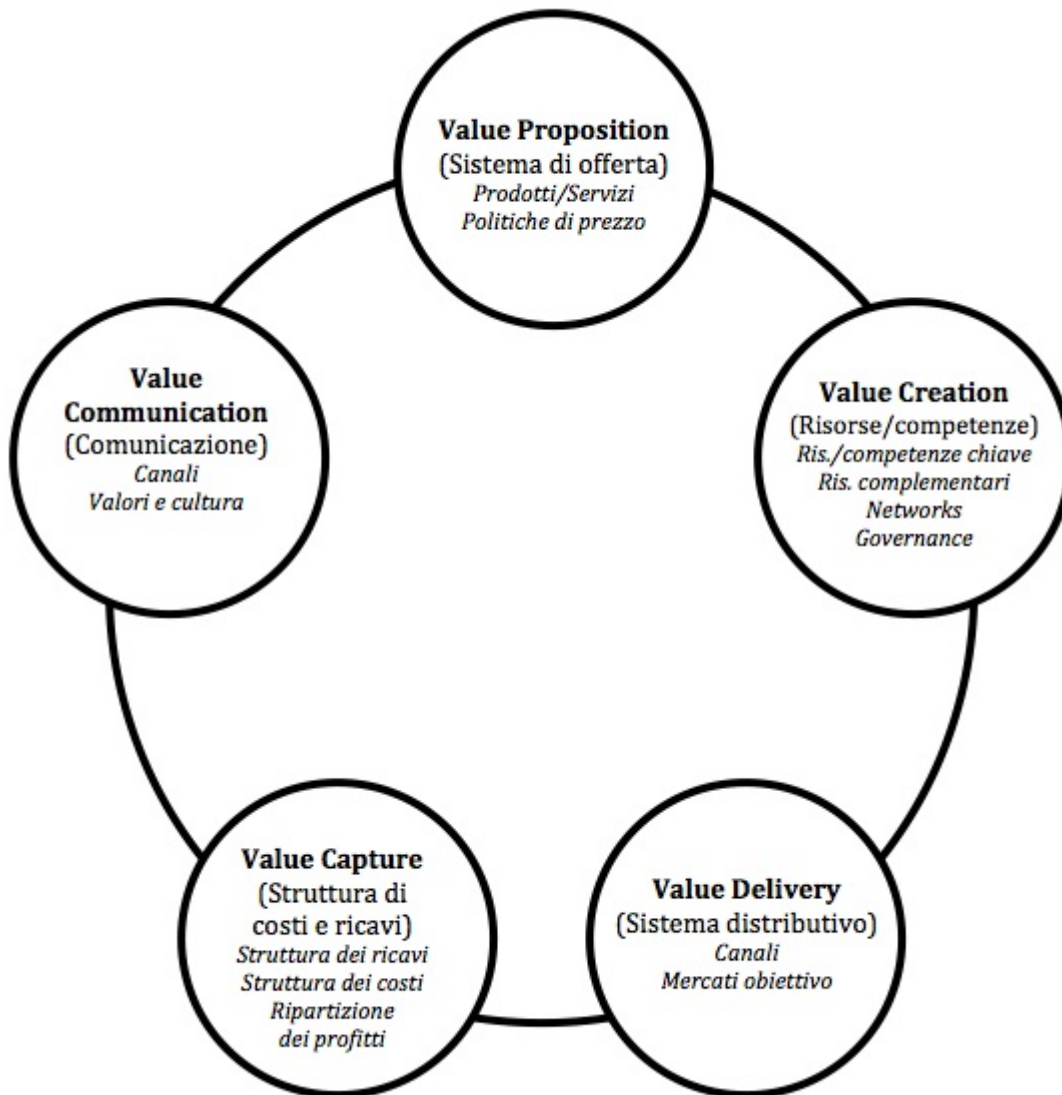 Value Proposition
(Sistema di offerta)
Prodotti/Servizi
Politiche di prezzo
Value
Communication
(Comunicazione)
Canali
Valori e cultura
Value Creation
(Risorse/competenze)
Ris./competenze chiave
Ris. complementari
Networks
Governance
Value Capture
(Struttura di
costi e ricavi)
Struttura dei ricavi
Struttura dei costi
Ripartizione
dei profitti
Value Delivery
(Sistema distributivo)
Canali
Mercati obiettivo